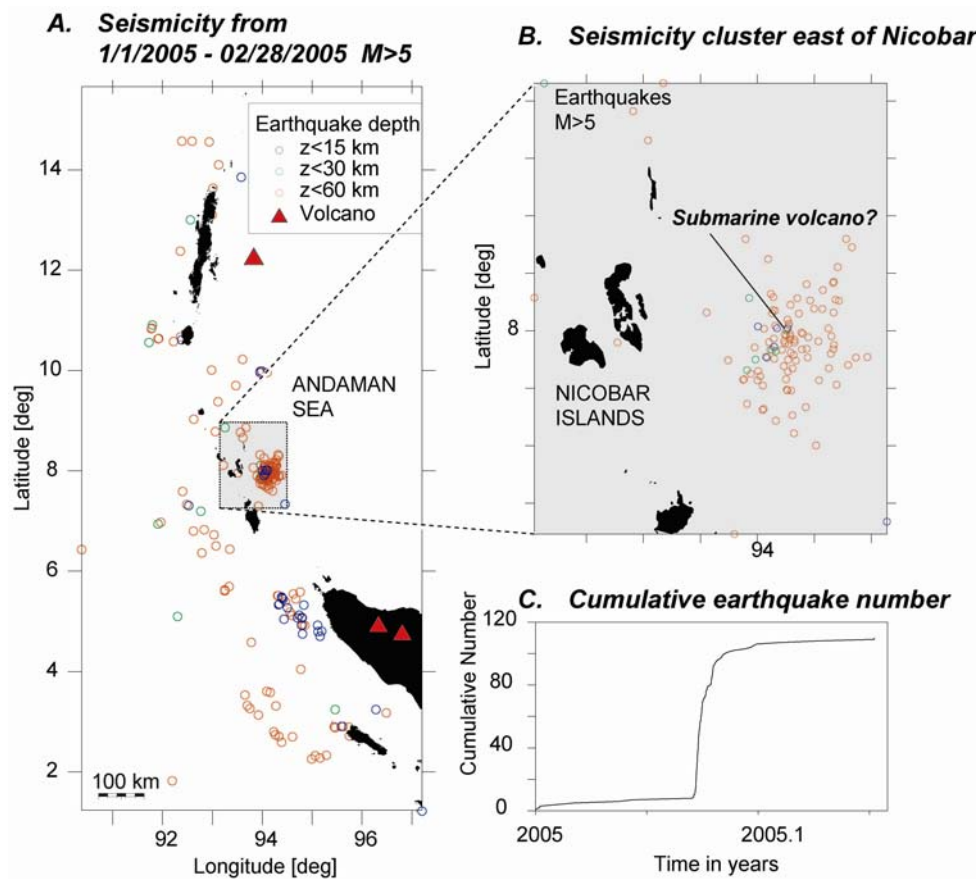 A. Seismicity from
1/1/2005 - 02/28/2005 M>5
Earthquake depth
z<15 km
z<30 km
z<60 km
Volcano
ANDAMAN
SEA
14
12
10
8
6
4
2
Latitude [deg]
100 km
92
94
96
Longitude [deg]
B. Seismicity cluster east of Nicobar
Earthquakes
M>5
Submarine volcano?
NICOBAR
ISLANDS
Latitude [deg]
8
94
C. Cumulative earthquake number
Cumulative Number
120
80
40
0
2005
2005.1
Time in years